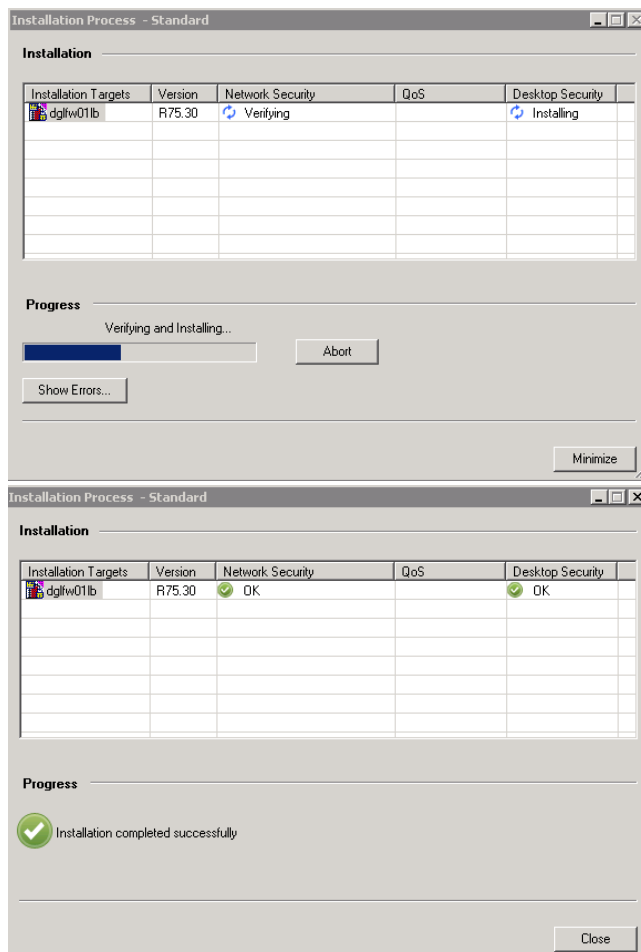 Installation Process - Standard
Installation
Installation Targets Version Network Security QoS Desktop Security
dglfw01lb R75.30 Verifying Installing
Progress
Verifying and Installing...
Abort
Show Errors...
Minimize
Installation Process - Standard
Installation
Installation Targets Version Network Security QoS Desktop Security
dglfw01lb R75.30 OK OK
Progress
Installation completed successfully
Close